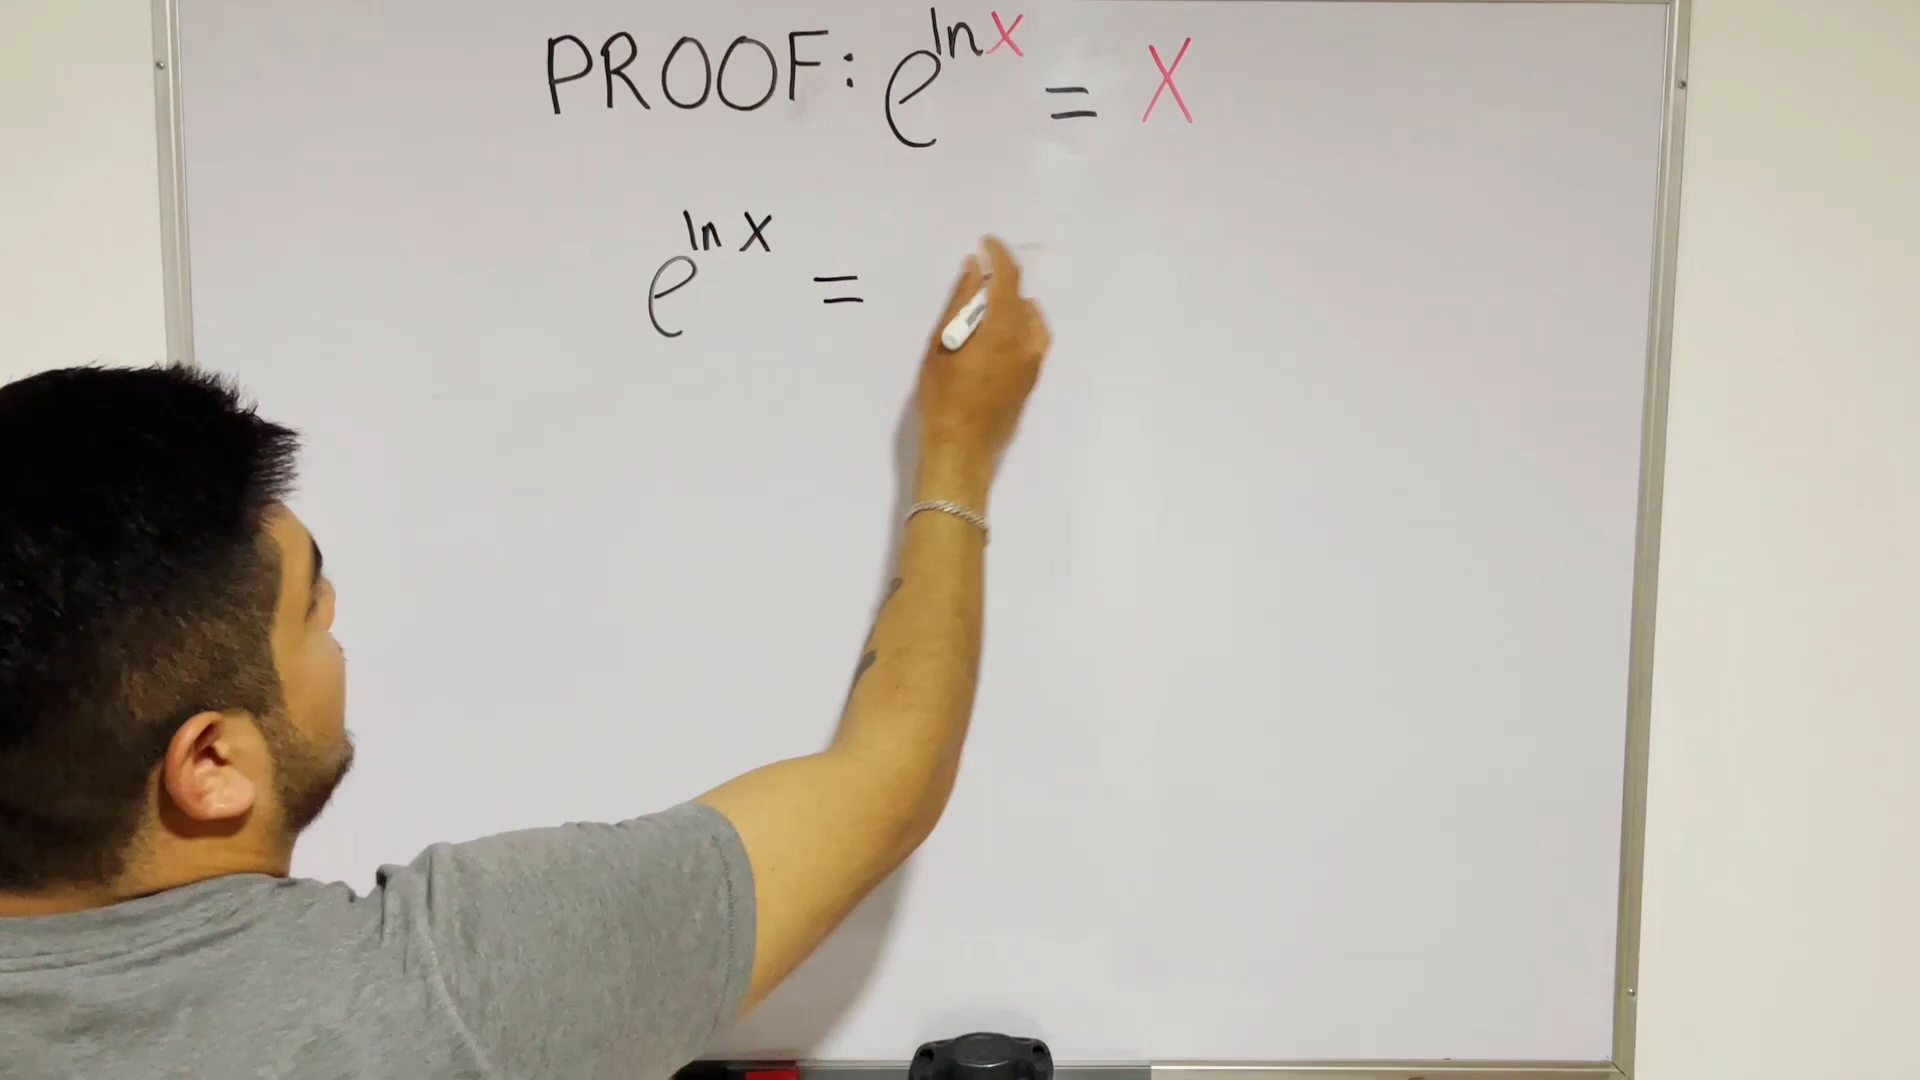 PROOF: e^{ln x} = x
e^{ln x} =